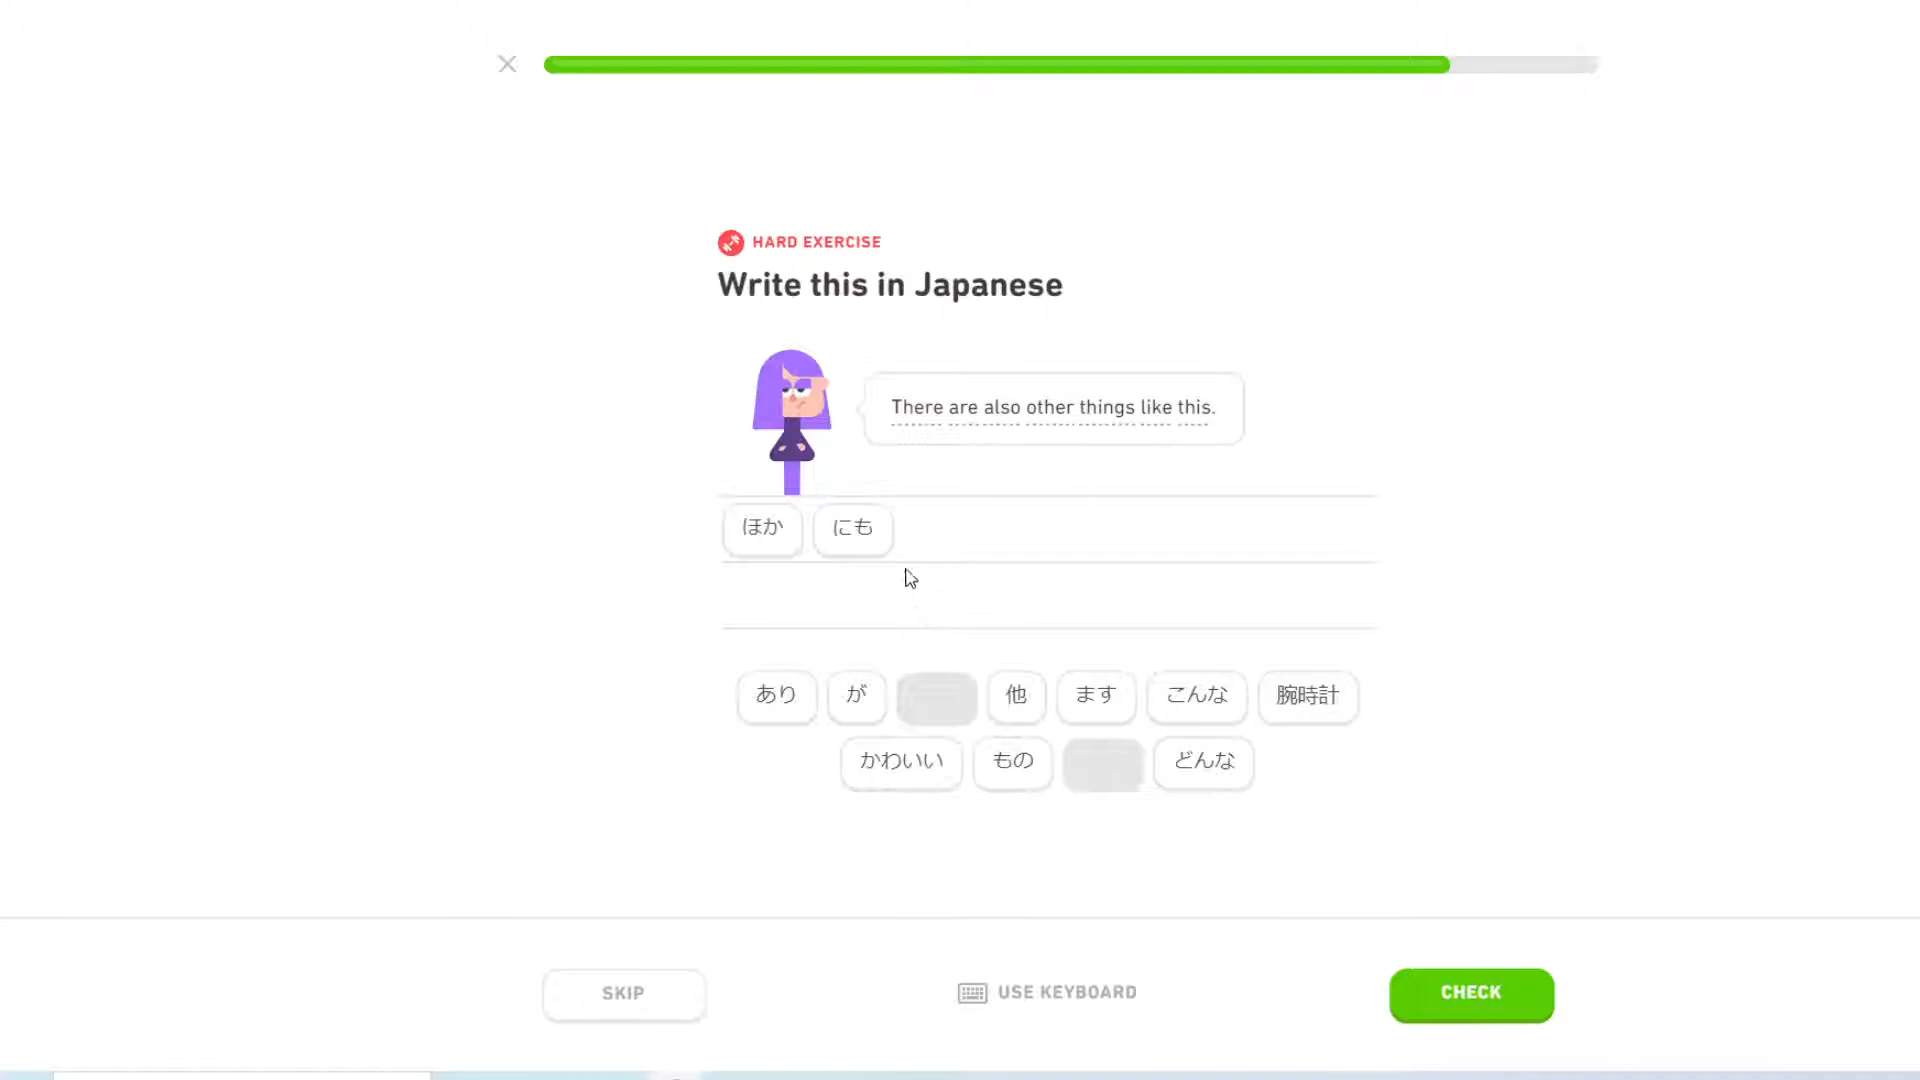 HARD EXERCISE
Write this in Japanese
There are also other things like this.
ほか にも
あり が 他 ます こんな 腕時計
かわいい もの どんな
SKIP USE KEYBOARD CHECK